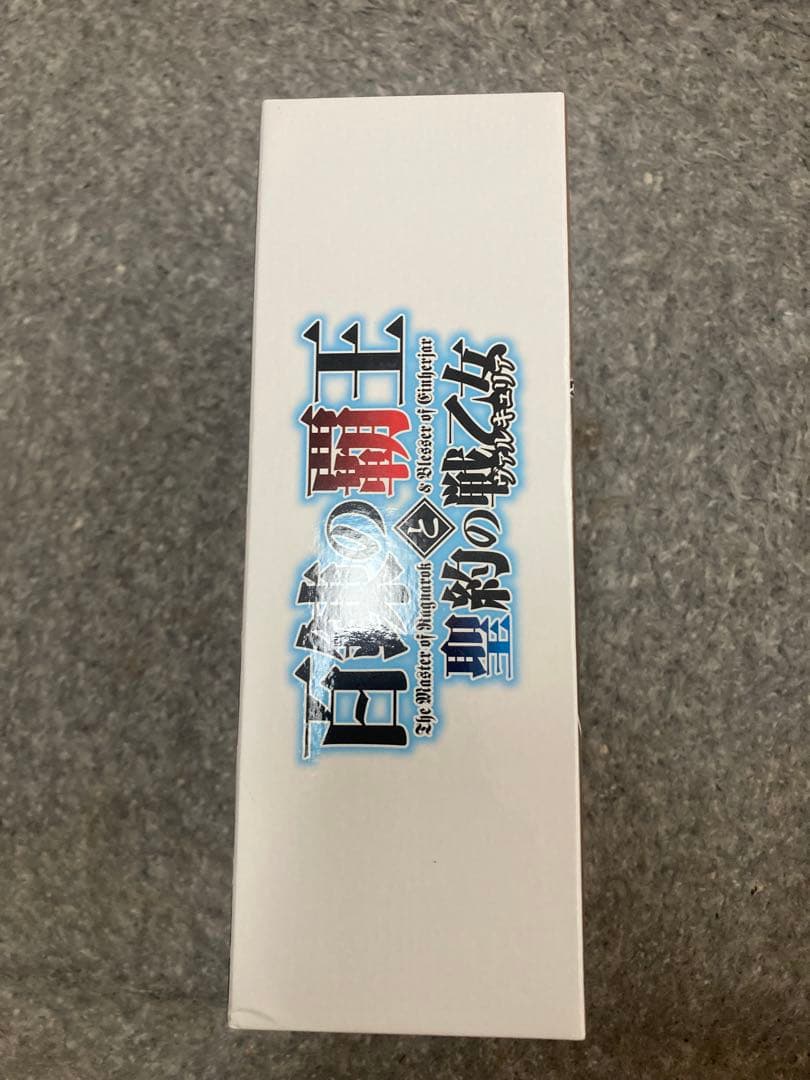 百錬の覇王
The Master of Ragnarok & Blesser of Einherjar
と
聖約の戦乙女
ヴァルキュリア